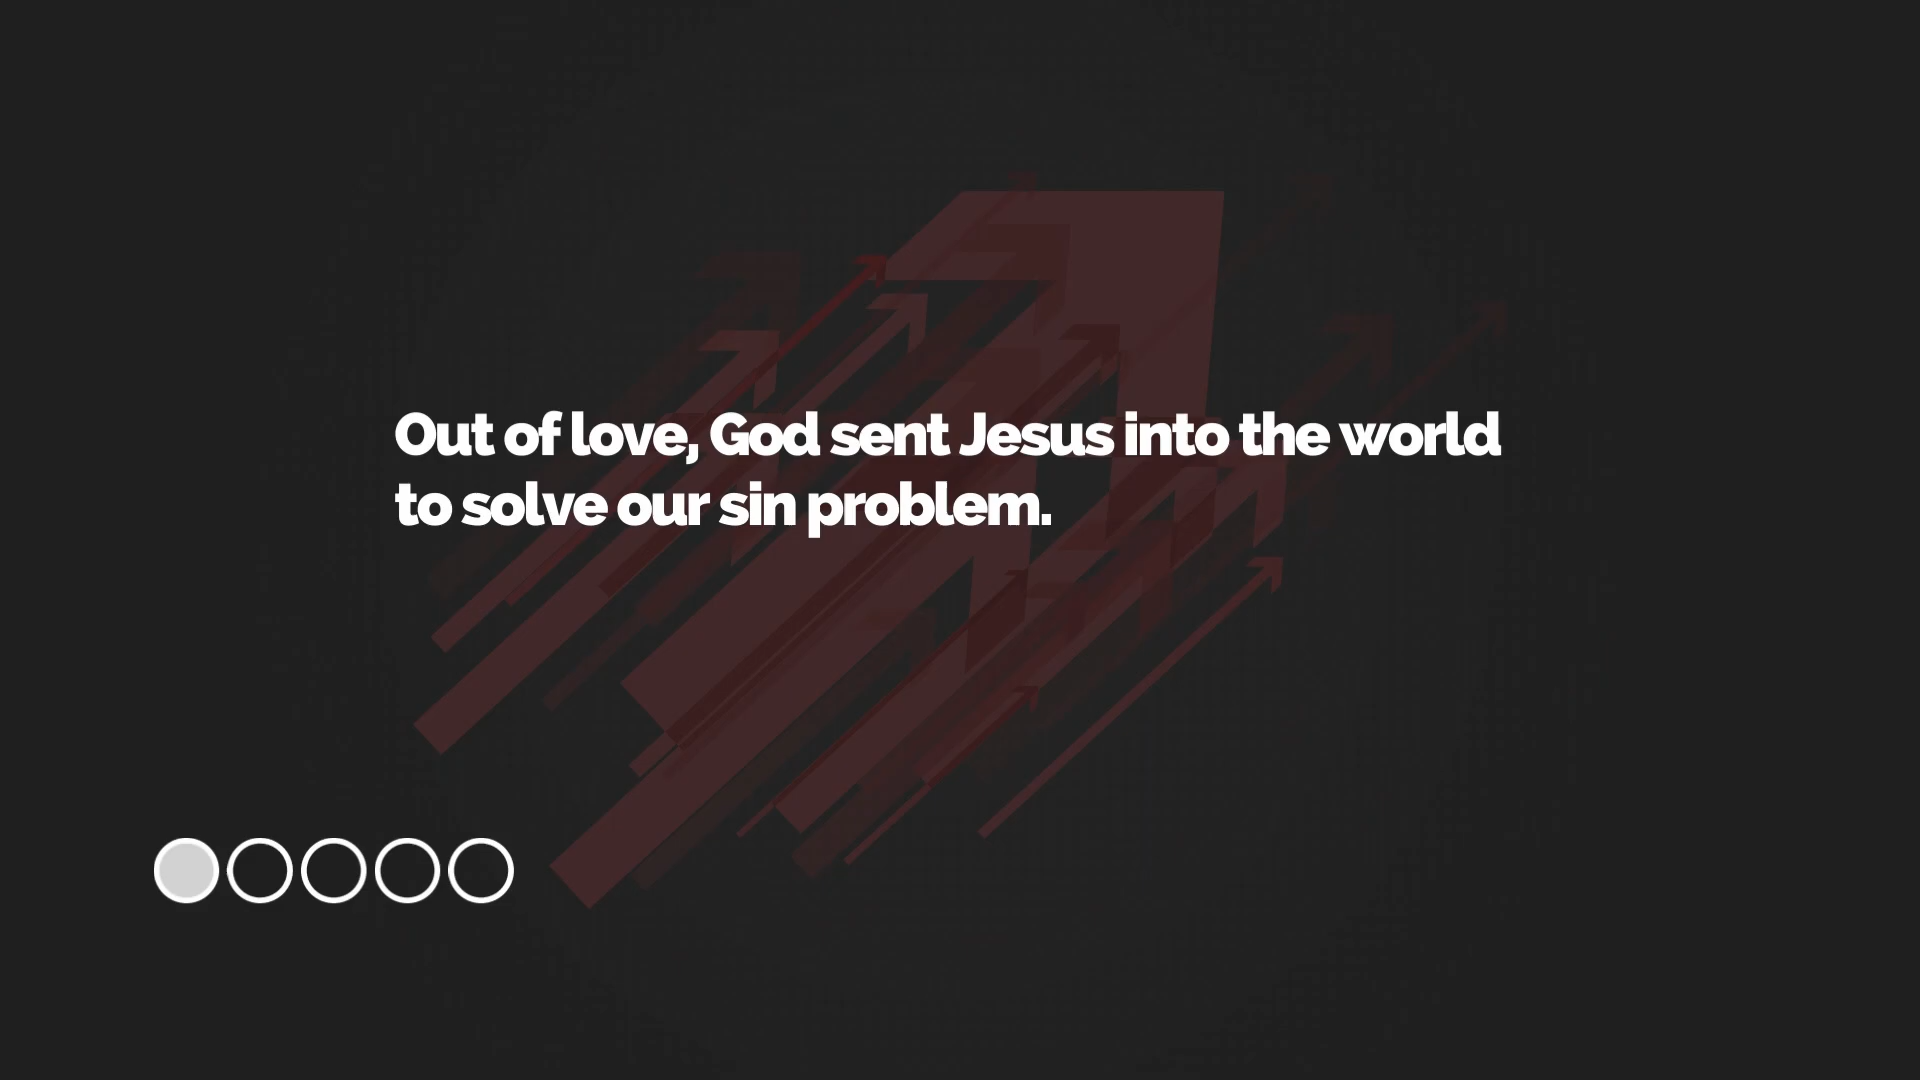 Out of love, God sent Jesus into the world
to solve our sin problem.